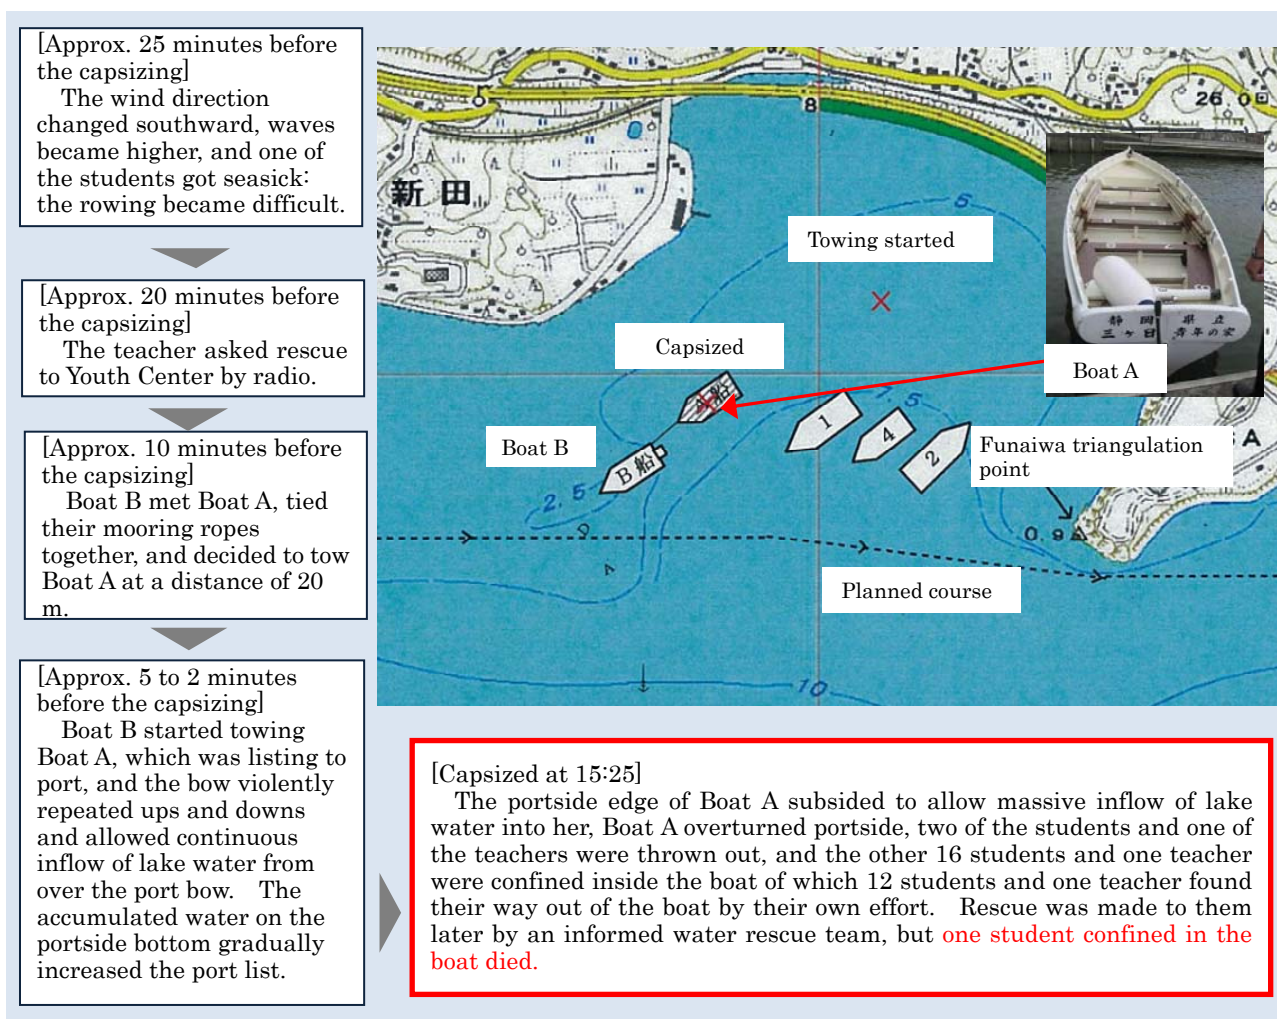 [Approx. 25 minutes before
the capsizing]
The wind direction
changed southward, waves
became higher, and one of
the students got seasick:
the rowing became difficult.
[Approx. 20 minutes before
the capsizing]
The teacher asked rescue
to Youth Center by radio.
[Approx. 10 minutes before
the capsizing]
Boat B met Boat A, tied
their mooring ropes
together, and decided to tow
Boat A at a distance of 20
m.
[Approx. 5 to 2 minutes
before the capsizing]
Boat B started towing
Boat A, which was listing to
port, and the bow violently
repeated ups and downs
and allowed continuous
inflow of lake water from
over the port bow. The
accumulated water on the
portside bottom gradually
increased the port list.
5
8
26.0
新田
5
Towing started
静岡県立
三ヶ日青年の家
Capsized
Boat A
船
7.5
1
4
2
Boat B
B船
Funaiwa triangulation
point
A
2.5
D
A
0.9
Planned course
10
[Capsized at 15:25]
The portside edge of Boat A subsided to allow massive inflow of lake
water into her, Boat A overturned portside, two of the students and one of
the teachers were thrown out, and the other 16 students and one teacher
were confined inside the boat of which 12 students and one teacher found
their way out of the boat by their own effort. Rescue was made to them
later by an informed water rescue team, but one student confined in the
boat died.